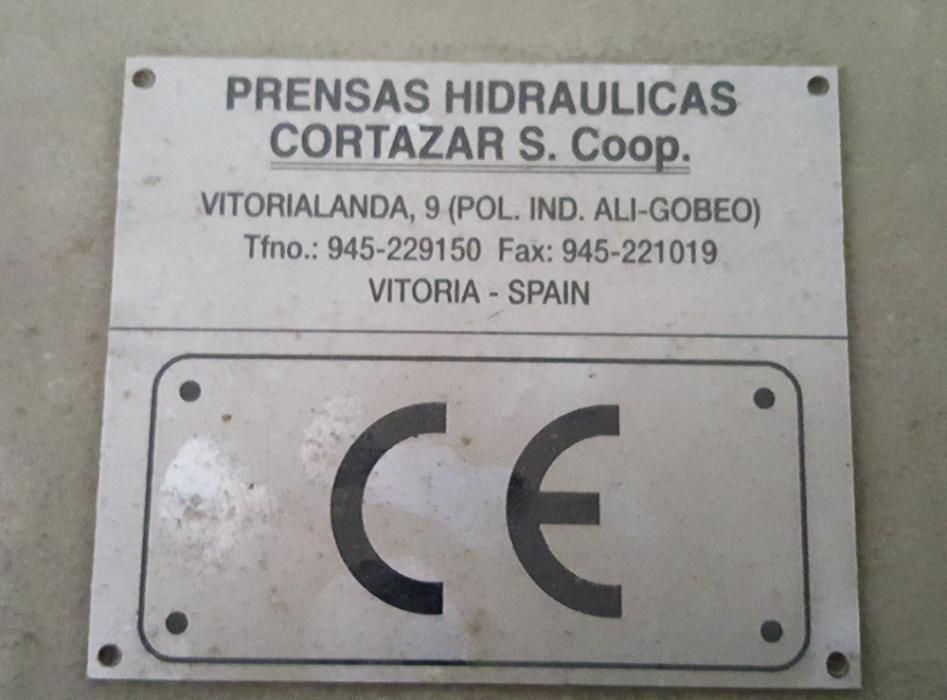 PRENSAS HIDRAULICAS
CORTAZAR S. Coop.
VITORIALANDA, 9 (POL. IND. ALI-GOBEO)
Tfno.: 945-229150 Fax: 945-221019
VITORIA - SPAIN
CE